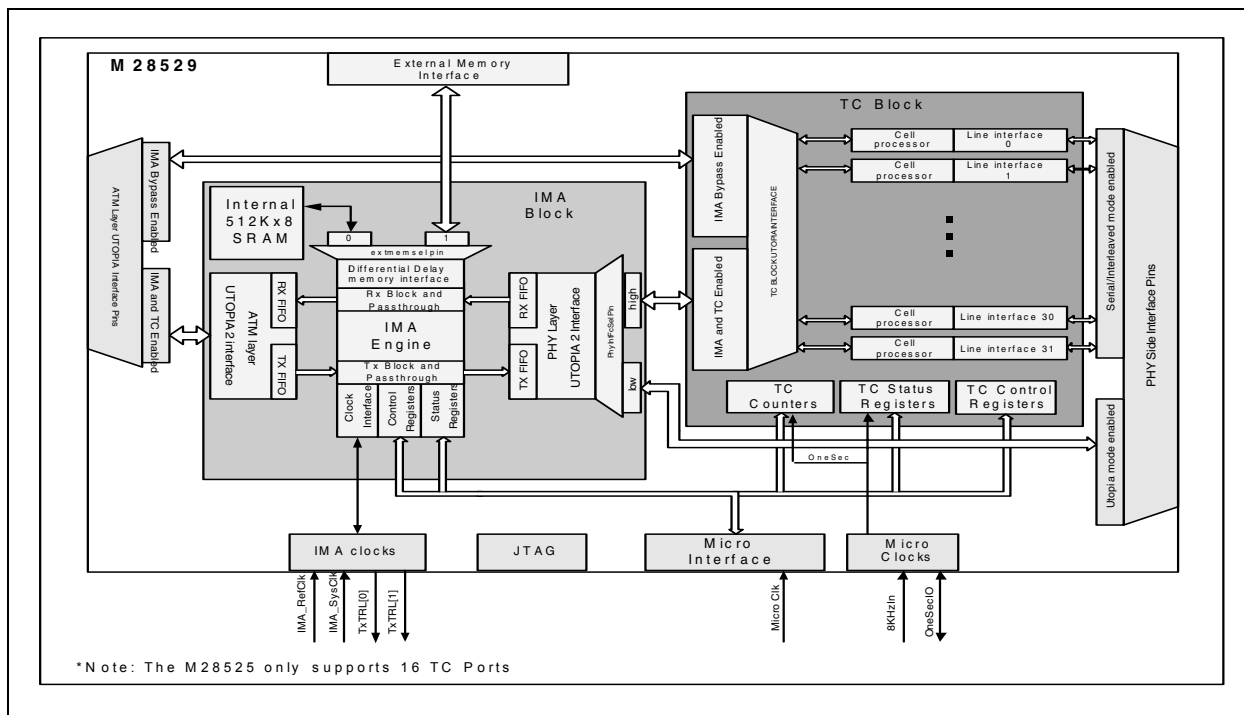 M28529
External Memory
Interface
TC Block
IMA Bypass Enabled
IMA and TC Enabled
ATM Layer UTOPIA Interface Pins
IMA
Block
Internal
512Kx8
SRAM
0
1
extmemselpin
Differential Delay
memory interface
Rx Block and
Passthrough
IMA
Engine
Tx Block and
Passthrough
Clock
Interface
Control
Registers
Status
Registers
ATM layer
UTOPIA 2 interface
RX FIFO
TX FIFO
RX FIFO
TX FIFO
PHY Layer
UTOPIA 2 Interface
PhyIntFcSelPin
high
low
IMA Bypass Enabled
IMA and TC Enabled
TC BLOCK UTOPIA INTERFACE
Cell
processor
Line interface
0
Cell
processor
Line interface
1
Cell
processor
Line interface 30
Cell
processor
Line interface 31
TC
Counters
TC Status
Registers
TC Control
Registers
OneSec
Serial/Interleaved mode enabled
Utopia mode enabled
PHY Side Interface Pins
IMA clocks
JTAG
Micro
Interface
Micro
Clocks
IMA_RefClk
IMA_SysClk
TxTRL[0]
TxTRL[1]
Micro Clk
8KHzIn
OneSecIO
*Note: The M28525 only supports 16 TC Ports